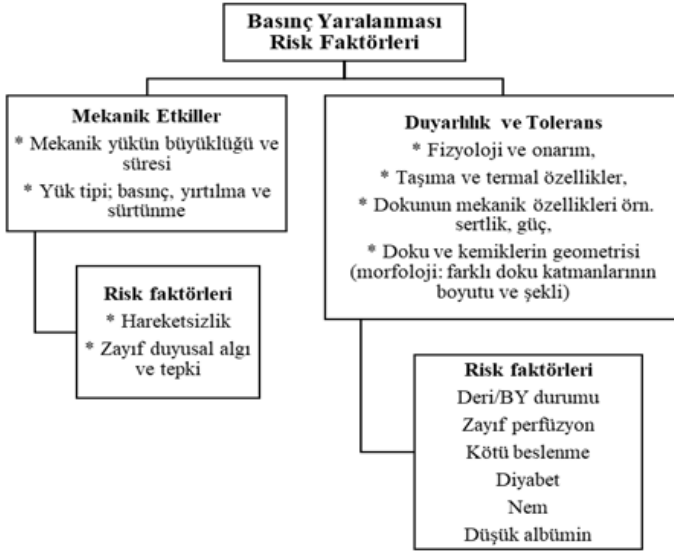 Basınç Yaralanması
Risk Faktörleri
Mekanik Etkiller
* Mekanik yükün büyüklüğü ve
süresi
* Yük tipi; basınç, yırtılma ve
sürtünme
Risk faktörleri
* Hareketsizlik
* Zayıf duyusal algı
ve tepki
Duyarlılık ve Tolerans
* Fizyoloji ve onarım,
* Taşıma ve termal özellikler,
* Dokunun mekanik özellikleri örn.
sertlik, güç,
* Doku ve kemiklerin geometrisi
(morfoloji: farklı doku katmanlarının
boyutu ve şekli)
Risk faktörleri
Deri/BY durumu
Zayıf perfüzyon
Kötü beslenme
Diyabet
Nem
Düşük albümin